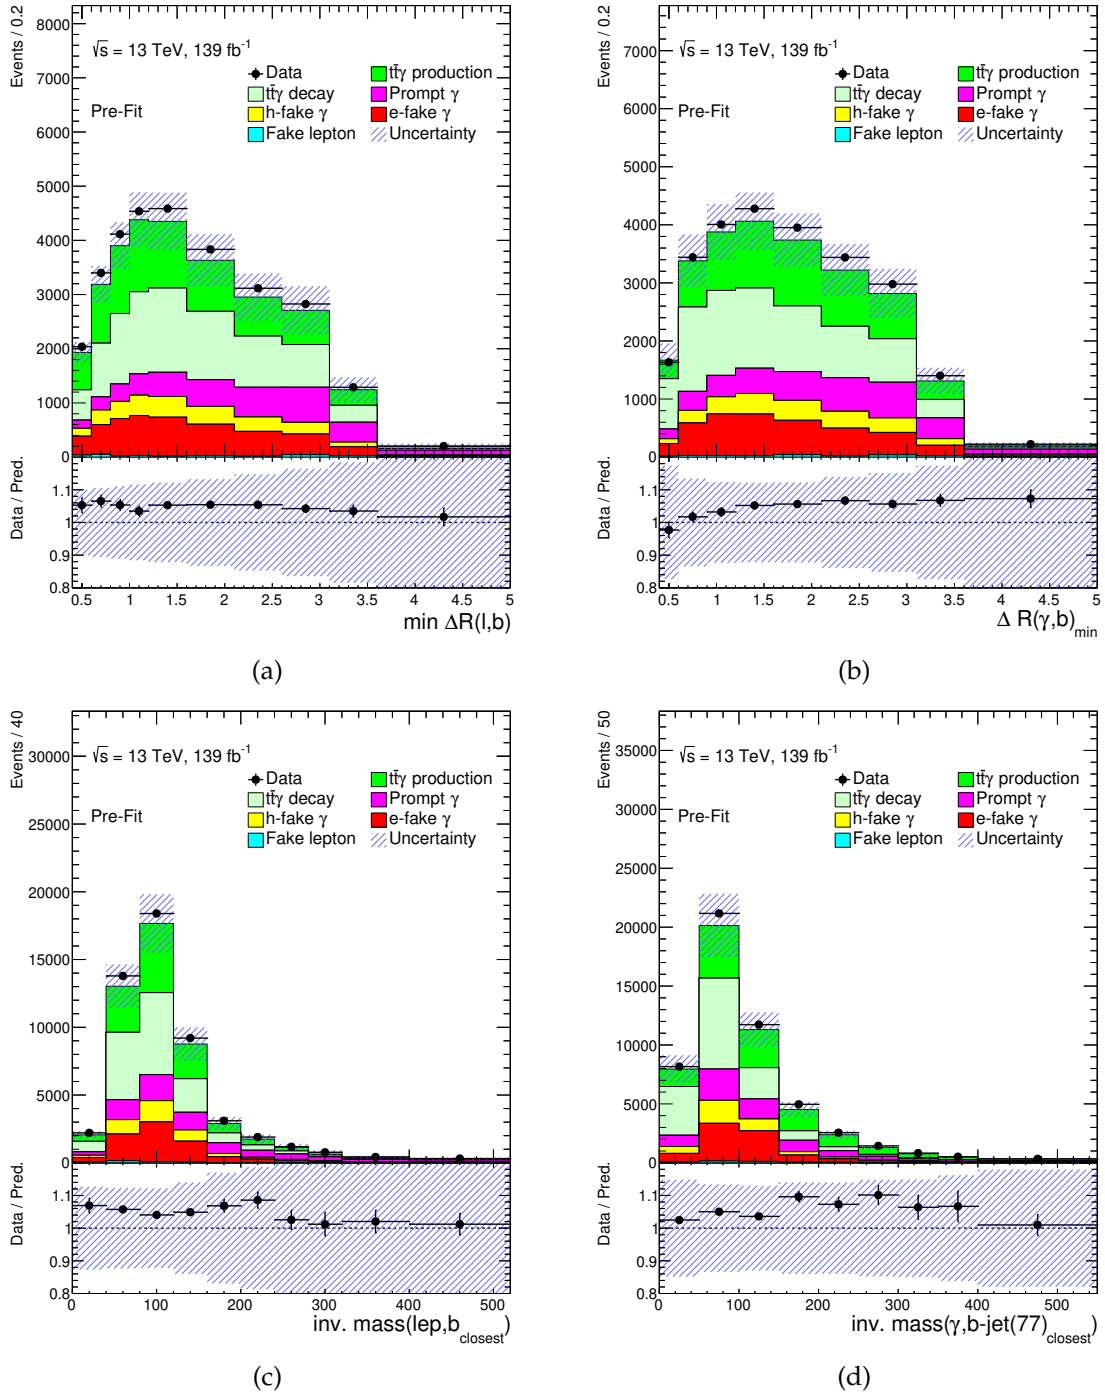 Events / 0.2
8000
7000
6000
5000
4000
3000
2000
1000
0
√s = 13 TeV, 139 fb⁻¹
Pre-Fit
Data
tt̄γ production
tt̄γ decay
Prompt γ
h-fake γ
e-fake γ
Fake lepton
Uncertainty
Data / Pred.
1.1
1
0.9
0.8
0.5 1 1.5 2 2.5 3 3.5 4 4.5 5
min ΔR(l,b)
(a)
Events / 0.2
7000
6000
5000
4000
3000
2000
1000
0
√s = 13 TeV, 139 fb⁻¹
Pre-Fit
Data
tt̄γ production
tt̄γ decay
Prompt γ
h-fake γ
e-fake γ
Fake lepton
Uncertainty
Data / Pred.
1.1
1
0.9
0.8
0.5 1 1.5 2 2.5 3 3.5 4 4.5 5
Δ R(γ,b)min
(b)
Events / 40
30000
25000
20000
15000
10000
5000
0
√s = 13 TeV, 139 fb⁻¹
Pre-Fit
Data
tt̄γ production
tt̄γ decay
Prompt γ
h-fake γ
e-fake γ
Fake lepton
Uncertainty
Data / Pred.
1.1
1
0.9
0.8
0 100 200 300 400 500
inv. mass(lep,bclosest)
(c)
Events / 50
35000
30000
25000
20000
15000
10000
5000
0
√s = 13 TeV, 139 fb⁻¹
Pre-Fit
Data
tt̄γ production
tt̄γ decay
Prompt γ
h-fake γ
e-fake γ
Fake lepton
Uncertainty
Data / Pred.
1.1
1
0.9
0.8
0 100 200 300 400 500
inv. mass(γ,b-jet(77)closest)
(d)